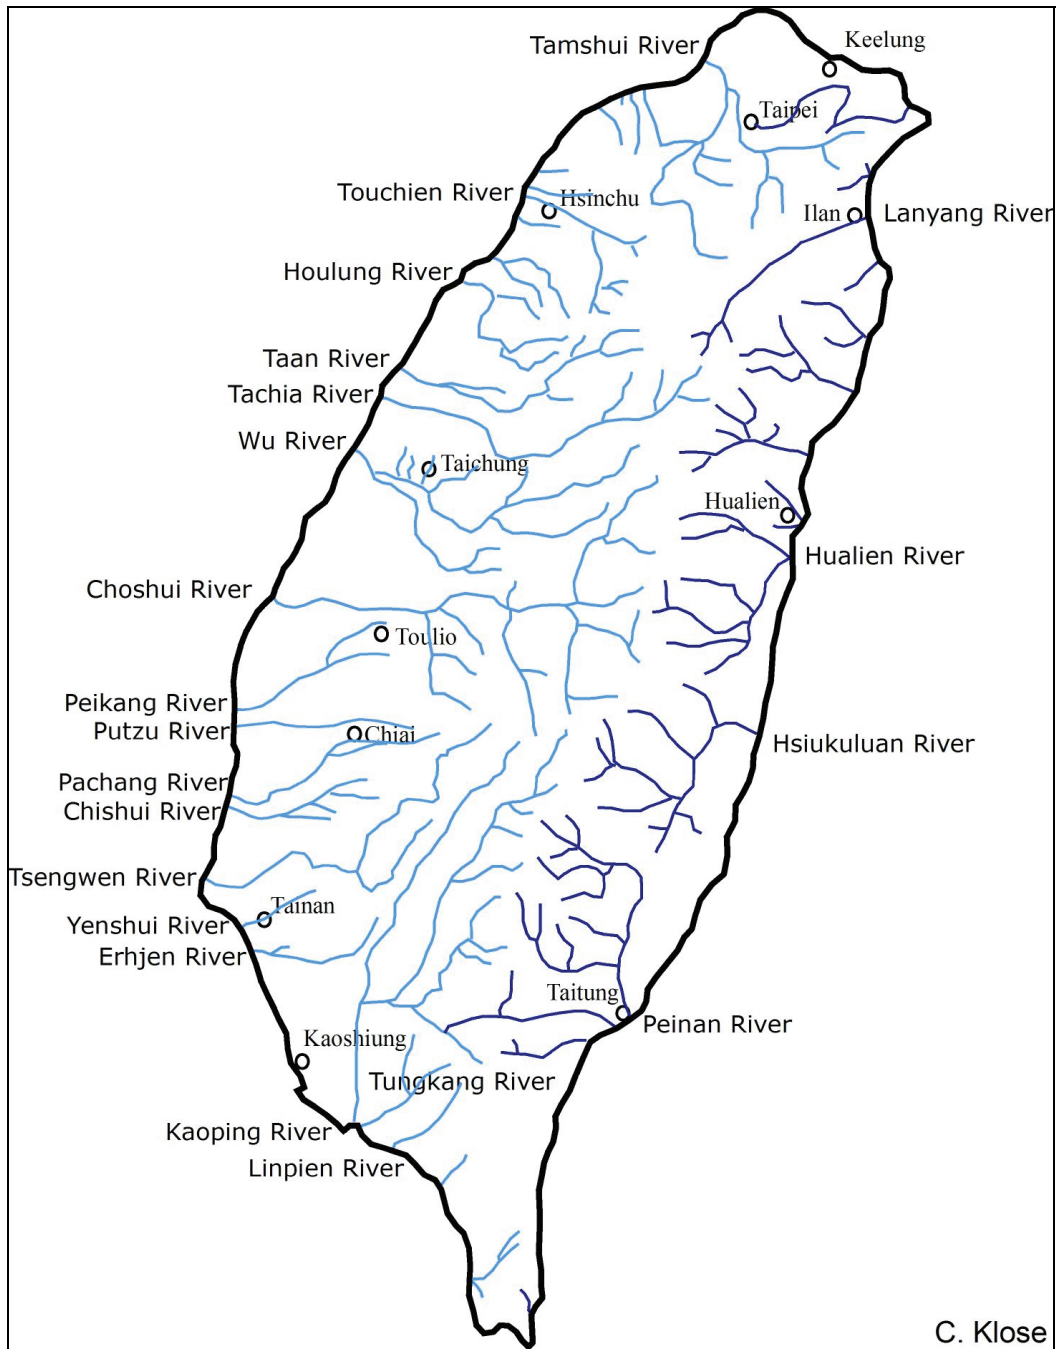 Keelung
Tamshui River
Taipei
Touchien River
Hsinchu
Ilan
Lanyang River
Houlung River
Taan River
Tachia River
Wu River
Taichung
Hualien
Hualien River
Choshui River
Toulio
Peikang River
Putzu River
Chiai
Hsiukuluan River
Pachang River
Chishui River
Tsengwen River
Tainan
Yenshui River
Erhjen River
Taitung
Peinan River
Kaoshiung
Tungkang River
Kaoping River
Linpien River
C. Klose